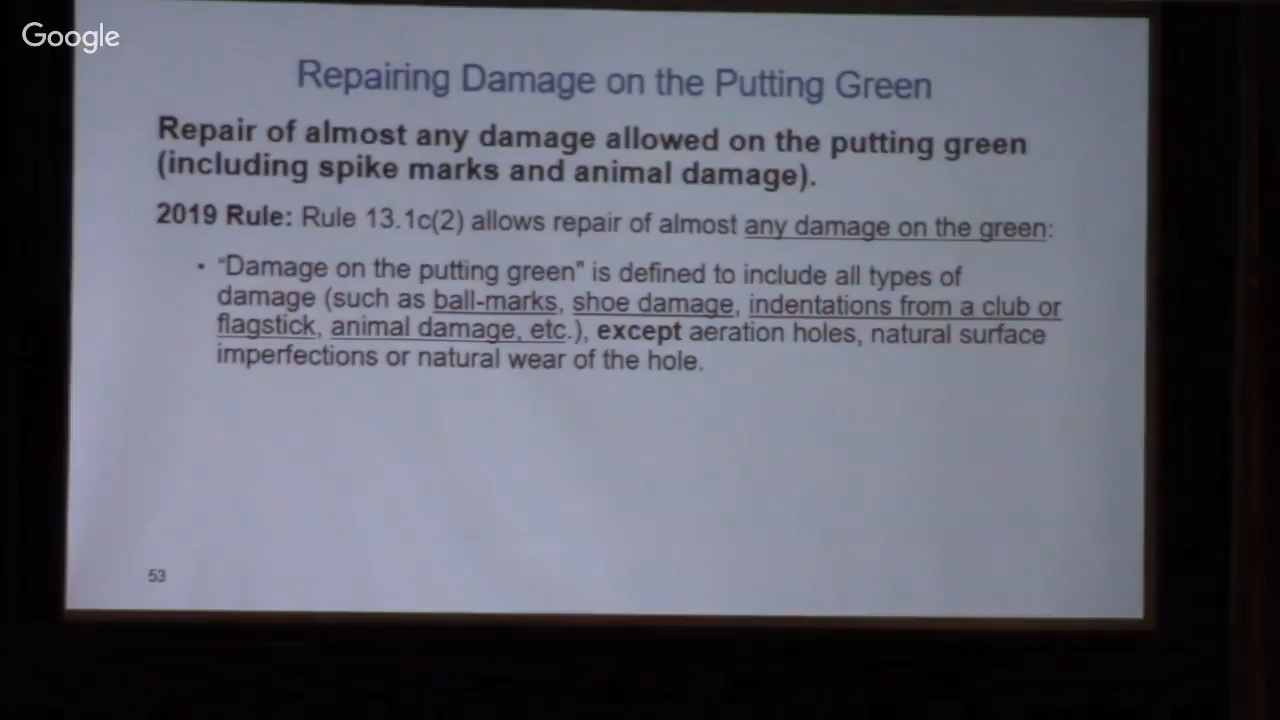 Google
Repairing Damage on the Putting Green
Repair of almost any damage allowed on the putting green
(including spike marks and animal damage).
2019 Rule: Rule 13.1c(2) allows repair of almost any damage on the green:
• “Damage on the putting green” is defined to include all types of
damage (such as ball-marks, shoe damage, indentations from a club or
flagstick, animal damage, etc.), except aeration holes, natural surface
imperfections or natural wear of the hole.
53